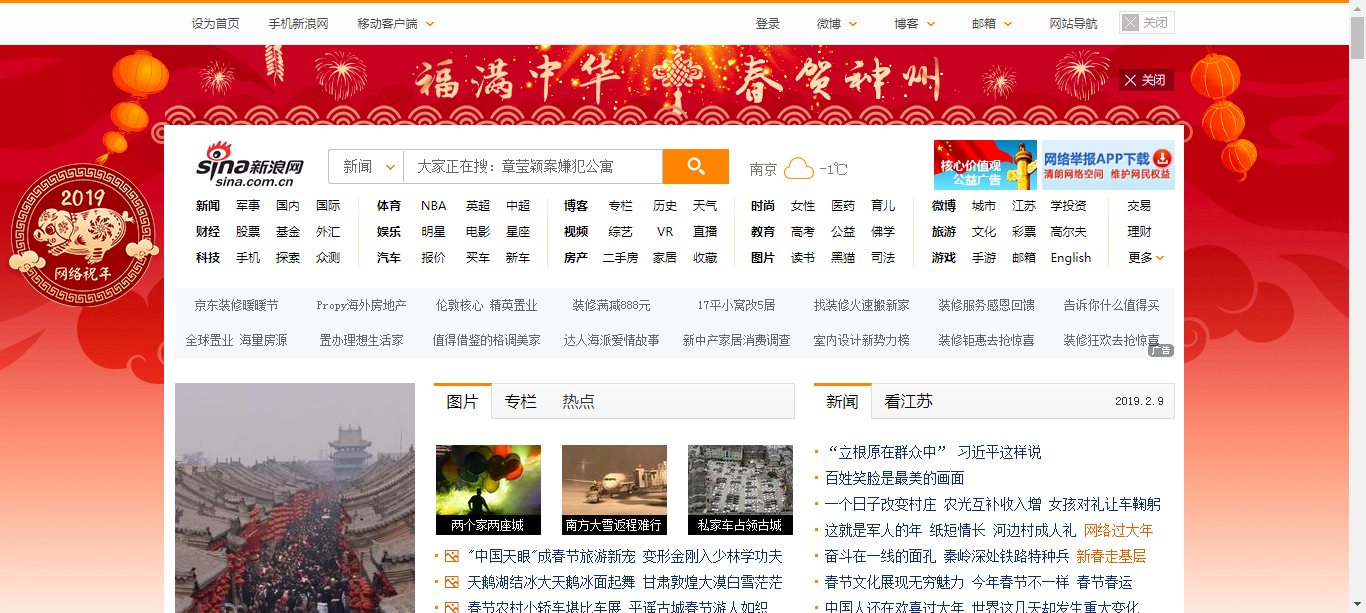 设为首页 手机新浪网 移动客户端 登录 微博 博客 邮箱 网站导航 关闭
福满中华 春贺神州
关闭
sina新浪网
sina.com.cn
新闻 大家正在搜：章莹颖案嫌犯公寓
南京 -1℃
核心价值观
公益广告
网络举报APP下载
清朗网络空间 维护网民权益
2019
网络祝年
新闻 军事 国内 国际 体育 NBA 英超 中超 博客 专栏 历史 天气 时尚 女性 医药 育儿 微博 城市 江苏 学投资 交易
财经 股票 基金 外汇 娱乐 明星 电影 星座 视频 综艺 VR 直播 教育 高考 公益 佛学 旅游 文化 彩票 高尔夫 理财
科技 手机 探索 众测 汽车 报价 买车 新车 房产 二手房 家居 收藏 图片 读书 黑猫 司法 游戏 手游 邮箱 English 更多
京东装修暖暖节 Propy海外房地产 伦敦核心 精英置业 装修满减888元 17平小窝改5居 找装修火速搬新家 装修服务感恩回馈 告诉你什么值得买
全球置业 海量房源 置办理想生活家 值得借鉴的格调美家 达人海派爱情故事 新中产家居消费调查 室内设计新势力榜 装修钜惠去抢惊喜 装修狂欢去抢惊喜
广告
图片 专栏 热点
两个家两座城
南方大雪返程难行
私家车占领古城
"中国天眼"成春节旅游新宠 变形金刚入少林学功夫
天鹅湖结冰大天鹅冰面起舞 甘肃敦煌大漠白雪茫茫
春节农村小轿车堪比车展 平遥古城春节游人如织
新闻 看江苏 2019.2.9
“立根原在群众中” 习近平这样说
百姓笑脸是最美的画面
一个日子改变村庄 农光互补收入增 女孩对礼让车鞠躬
这就是军人的年 纸短情长 河边村成人礼 网络过大年
奋斗在一线的面孔 秦岭深处铁路特种兵 新春走基层
春节文化展现无穷魅力 今年春节不一样 春节春运
中国人还在欢喜过大年 世界这几天却发生重大变化